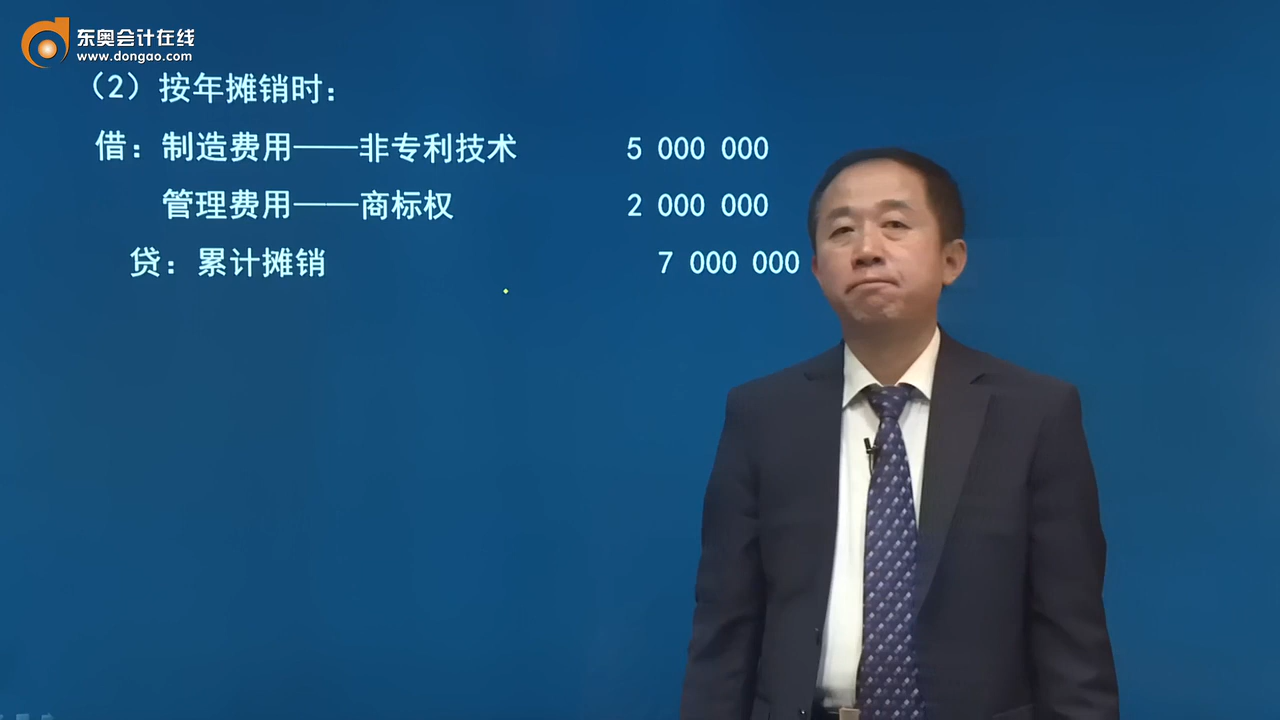 东奥会计在线
www.dongao.com
（2）按年摊销时：
借：制造费用——非专利技术 5 000 000
管理费用——商标权 2 000 000
贷：累计摊销 7 000 000